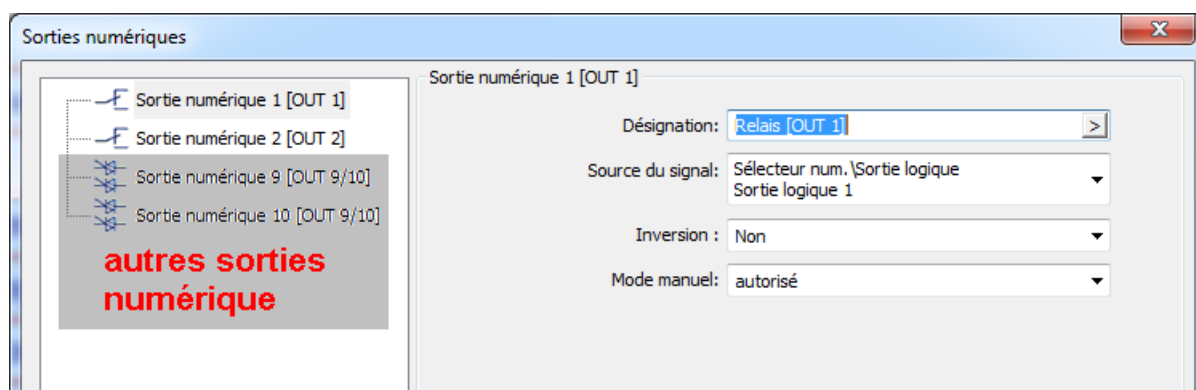 Sorties numériques
Sortie numérique 1 [OUT 1]
Sortie numérique 2 [OUT 2]
Sortie numérique 9 [OUT 9/10]
Sortie numérique 10 [OUT 9/10]
autres sorties
numérique
Sortie numérique 1 [OUT 1]
Désignation: Relais [OUT 1] >
Source du signal: Sélecteur num.\Sortie logique
Sortie logique 1
Inversion : Non
Mode manuel: autorisé